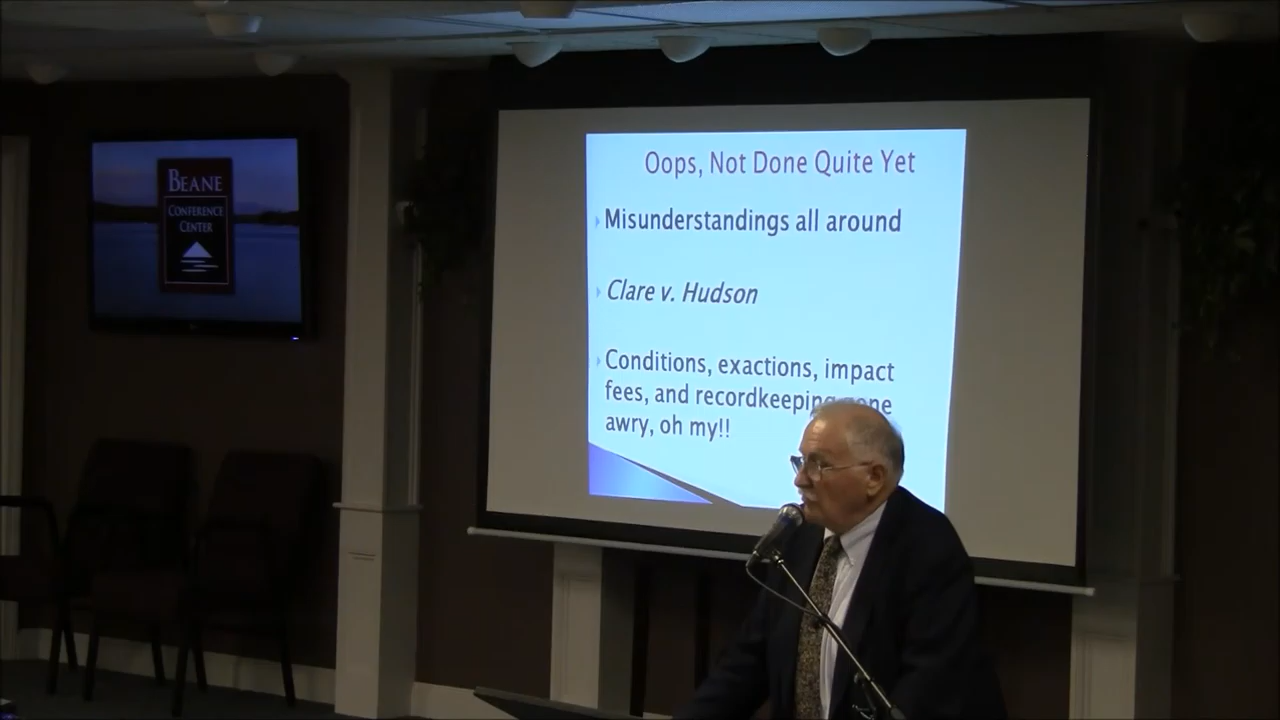 BEANE
CONFERENCE
CENTER
Oops, Not Done Quite Yet
Misunderstandings all around
Clare v. Hudson
Conditions, exactions, impact
fees, and recordkeeping gone
awry, oh my!!